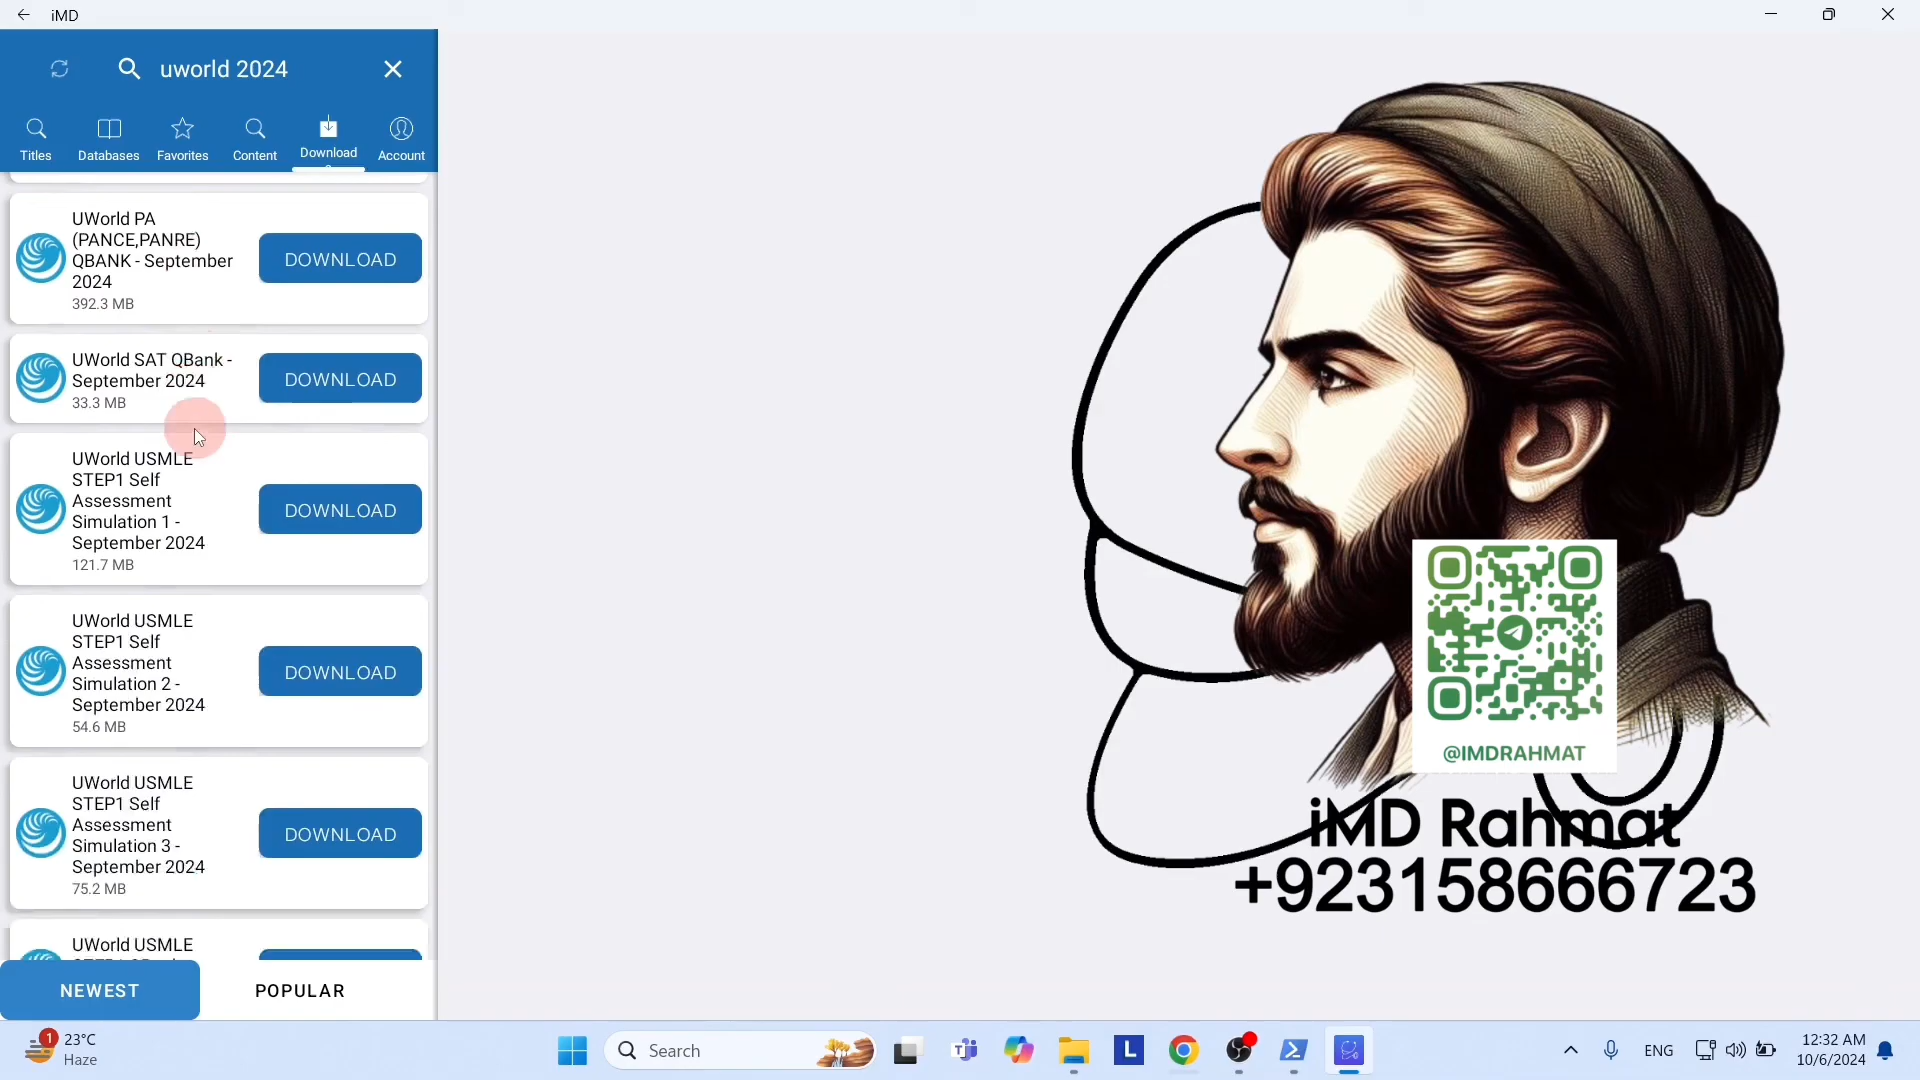 iMD
uworld 2024
Titles
Databases
Favorites
Content
Download
Account
UWorld PA
(PANCE,PANRE)
QBANK - September
2024
392.3 MB
DOWNLOAD
UWorld SAT QBank -
September 2024
33.3 MB
DOWNLOAD
UWorld USMLE
STEP1 Self
Assessment
Simulation 1 -
September 2024
121.7 MB
DOWNLOAD
UWorld USMLE
STEP1 Self
Assessment
Simulation 2 -
September 2024
54.6 MB
DOWNLOAD
UWorld USMLE
STEP1 Self
Assessment
Simulation 3 -
September 2024
75.2 MB
DOWNLOAD
UWorld USMLE
NEWEST
POPULAR
@IMDRAHMAT
iMD Rahmat
+923158666723
1
23°C
Haze
Search
L
ENG
12:32 AM
10/6/2024